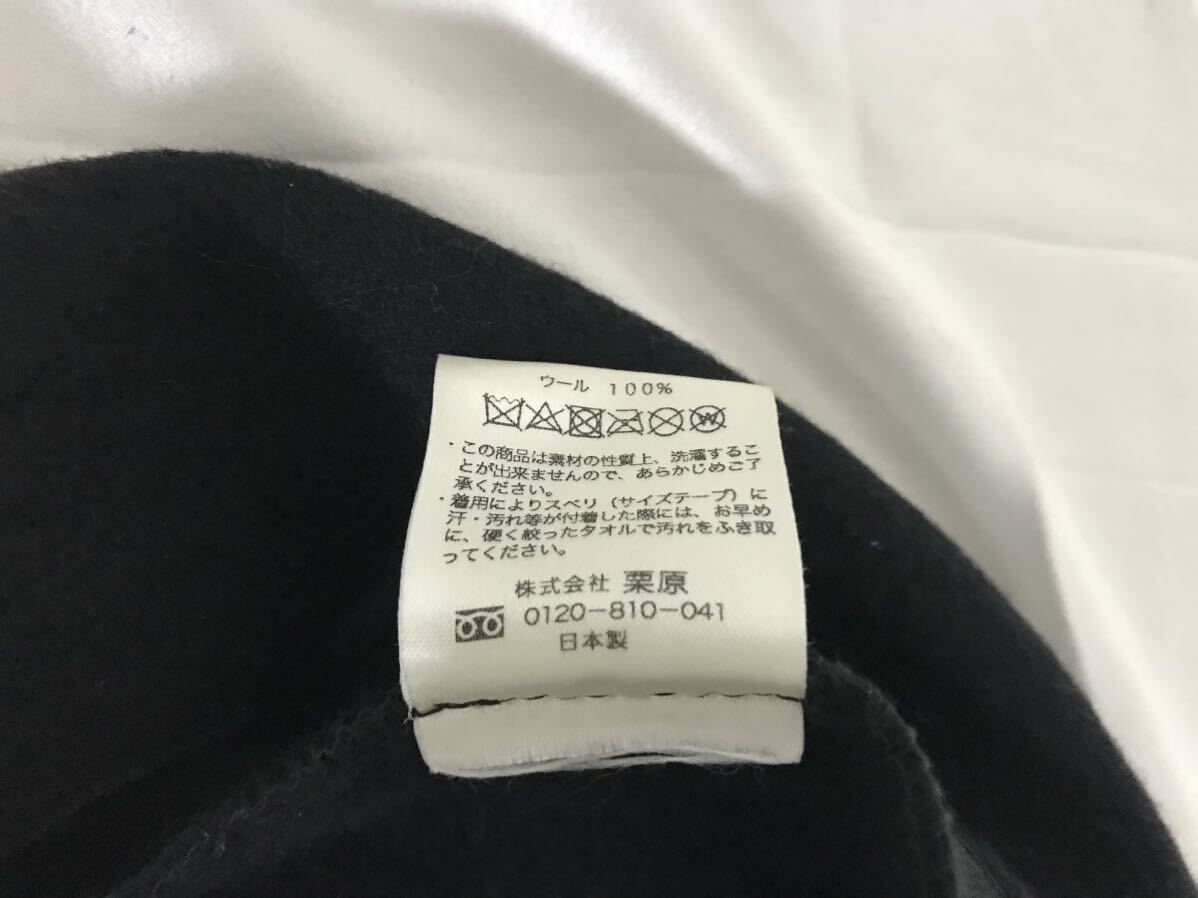 ウール 100%
・この商品は素材の性質上、洗濯するこ
とが出来ませんので、あらかじめご了
承ください。
・着用によりスベリ（サイズテープ）に
汗・汚れ等が付着した際には、お早め
に、硬く絞ったタオルで汚れをふき取
ってください。
株式会社 栗原
0120-810-041
日本製